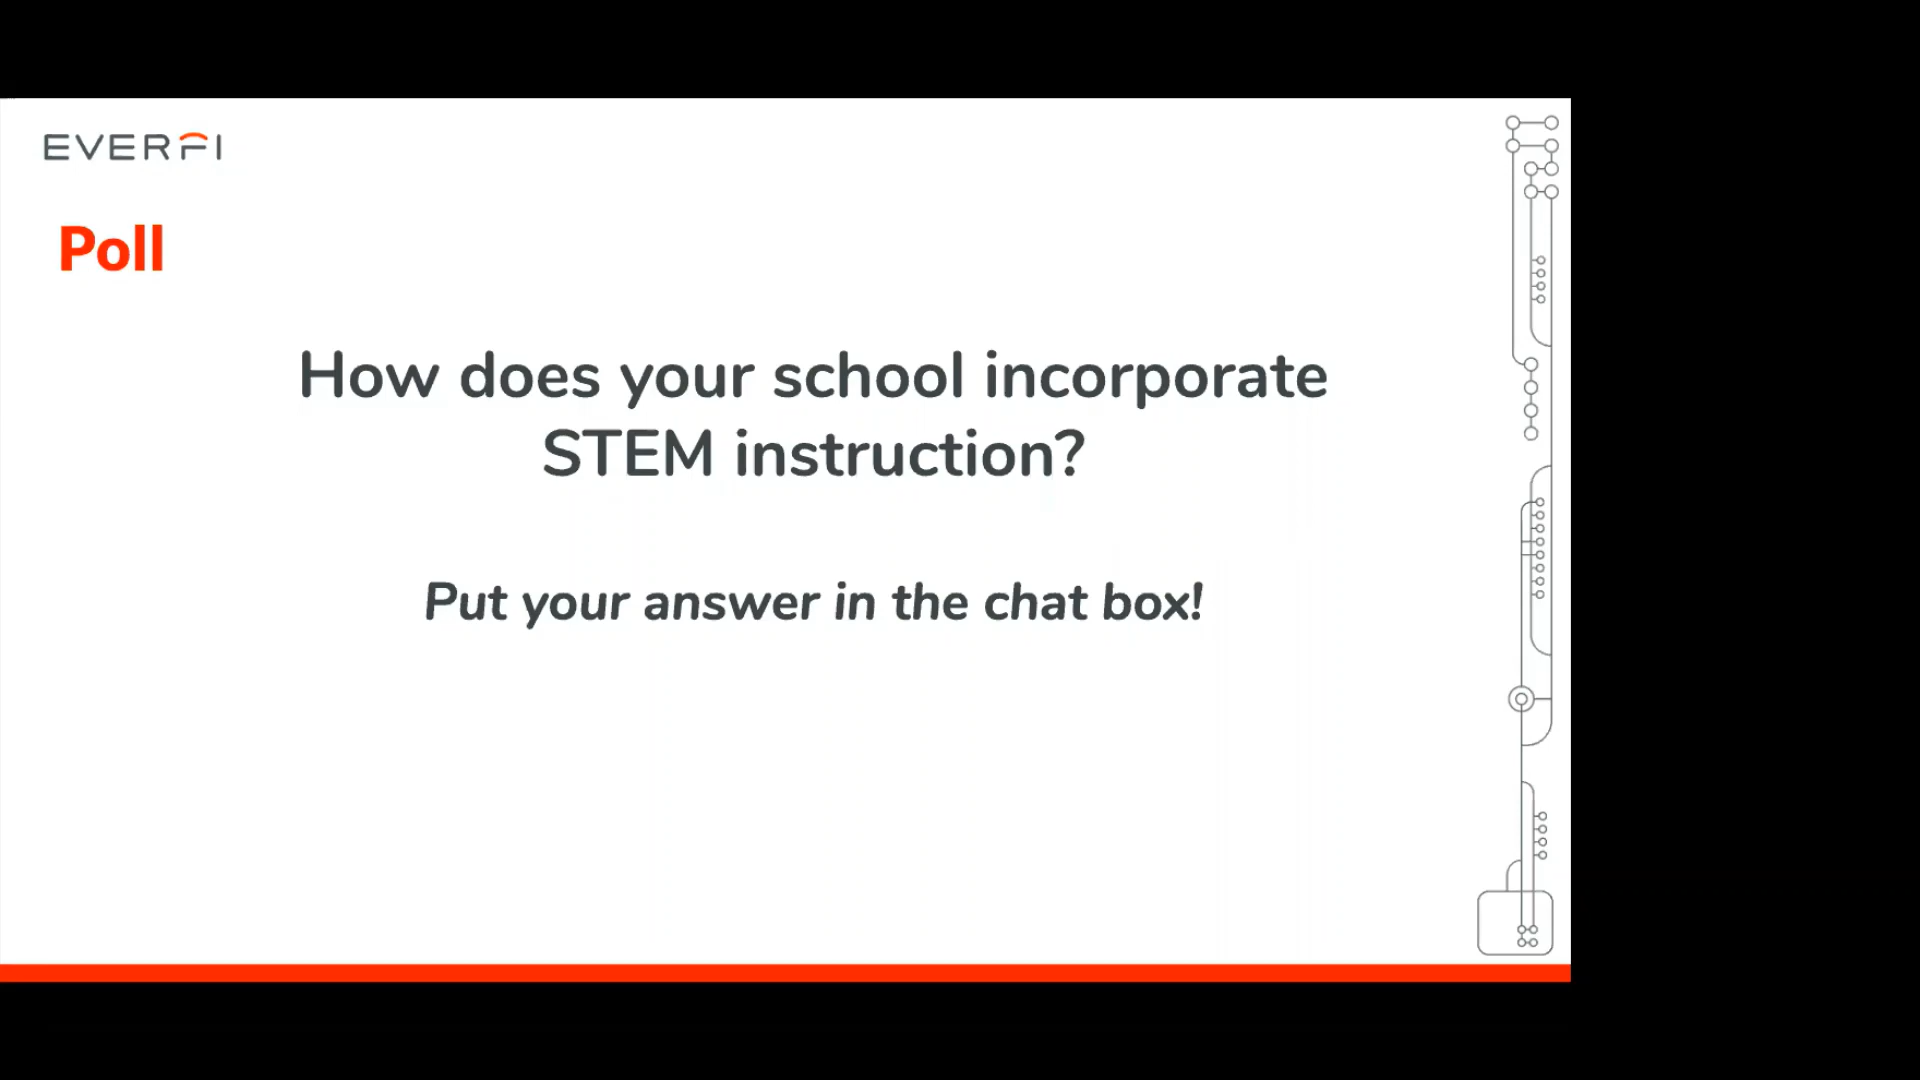 EVERFI
Poll
How does your school incorporate
STEM instruction?
Put your answer in the chat box!